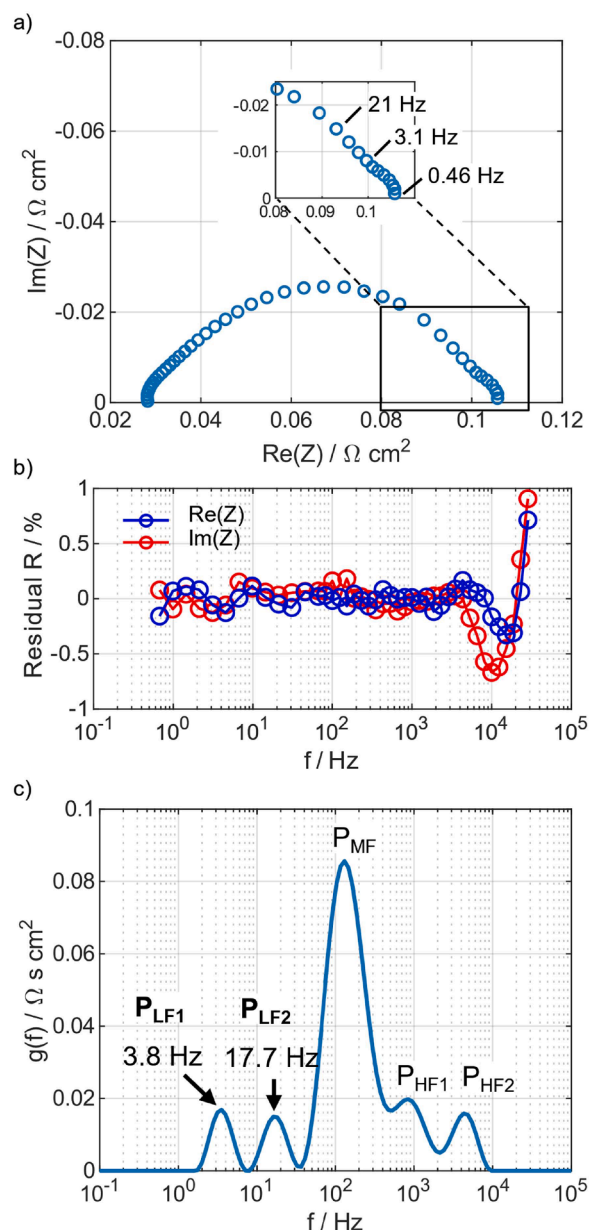 a)
-0.08
-0.06
-0.04
-0.02
0
Im(Z) / Ω cm²
-0.02
-0.01
0
0.08
0.09
0.1
21 Hz
3.1 Hz
0.46 Hz
0.02
0.04
0.06
0.08
0.1
0.12
Re(Z) / Ω cm²
b)
1
0.5
0
-0.5
-1
Residual R / %
Re(Z)
Im(Z)
10⁻¹
10⁰
10¹
10²
10³
10⁴
10⁵
f / Hz
c)
0.1
0.08
0.06
0.04
0.02
0
g(f) / Ω s cm²
P_MF
P_LF1
3.8 Hz
P_LF2
17.7 Hz
P_HF1
P_HF2
10⁻¹
10⁰
10¹
10²
10³
10⁴
10⁵
f / Hz